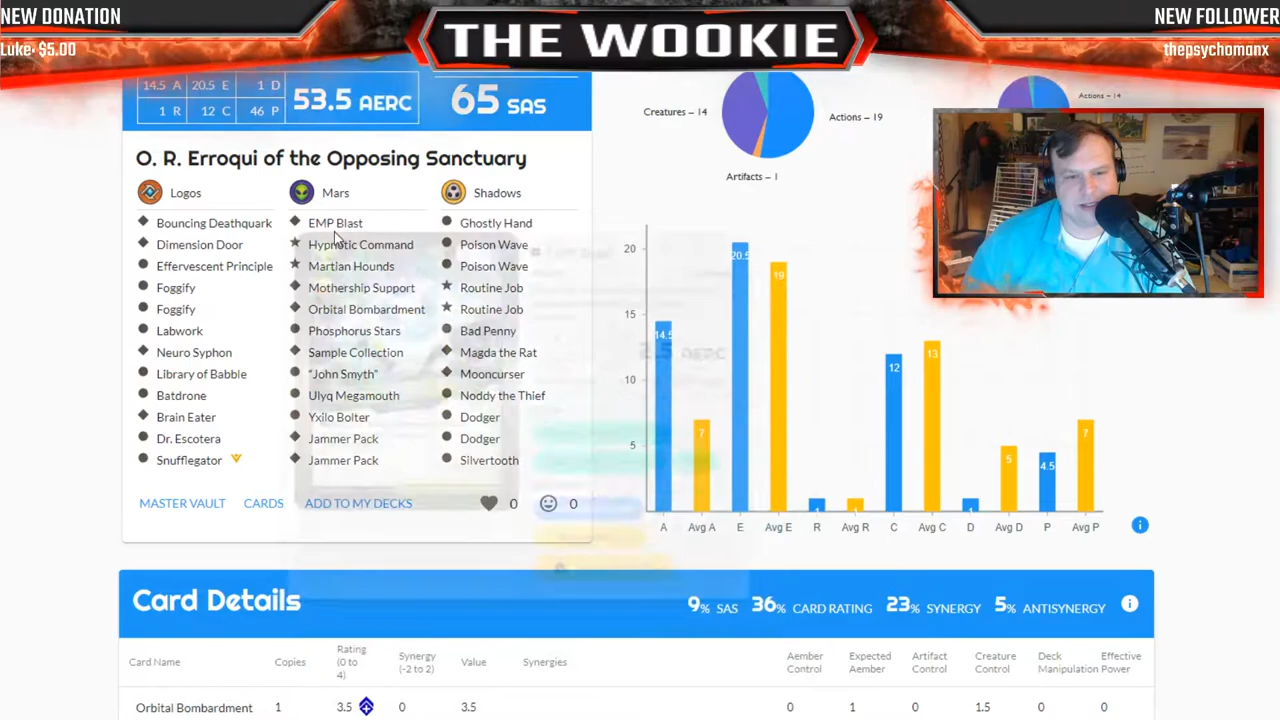 NEW DONATION
Luke: $5.00
THE WOOKIE
NEW FOLLOWER
thepsychomanx
14.5 A 20.5 E 1 D
1 R 12 C 46 P
53.5 AERC
65 SAS
O. R. Erroqui of the Opposing Sanctuary
Logos
Bouncing Deathquark
Dimension Door
Effervescent Principle
Foggify
Foggify
Labwork
Neuro Syphon
Library of Babble
Batdrone
Brain Eater
Dr. Escotera
Snufflegator
Mars
EMP Blast
Hypnotic Command
Martian Hounds
Mothership Support
Orbital Bombardment
Phosphorus Stars
Sample Collection
"John Smyth"
Ulyq Megamouth
Yxilo Bolter
Jammer Pack
Jammer Pack
Shadows
Ghostly Hand
Poison Wave
Poison Wave
Routine Job
Routine Job
Bad Penny
Magda the Rat
Mooncurser
Noddy the Thief
Dodger
Dodger
Silvertooth
MASTER VAULT
CARDS
ADD TO MY DECKS
0
0
Creatures – 14
Actions – 19
Artifacts – 1
Actions – 14
20
15
10
5
14.5
7
20.5
19
1
1
12
13
1
5
4.5
7
A Avg A E Avg E R Avg R C Avg C D Avg D P Avg P
Card Details
9% SAS 36% CARD RATING 23% SYNERGY 5% ANTISYNERGY
Card Name
Copies
Rating
(0 to
4)
Synergy
(-2 to 2)
Value
Synergies
Aember
Control
Expected
Aember
Artifact
Control
Creature
Control
Deck
Manipulation
Effective
Power
Orbital Bombardment 1 3.5 0 3.5 0 1 0 1.5 0 0